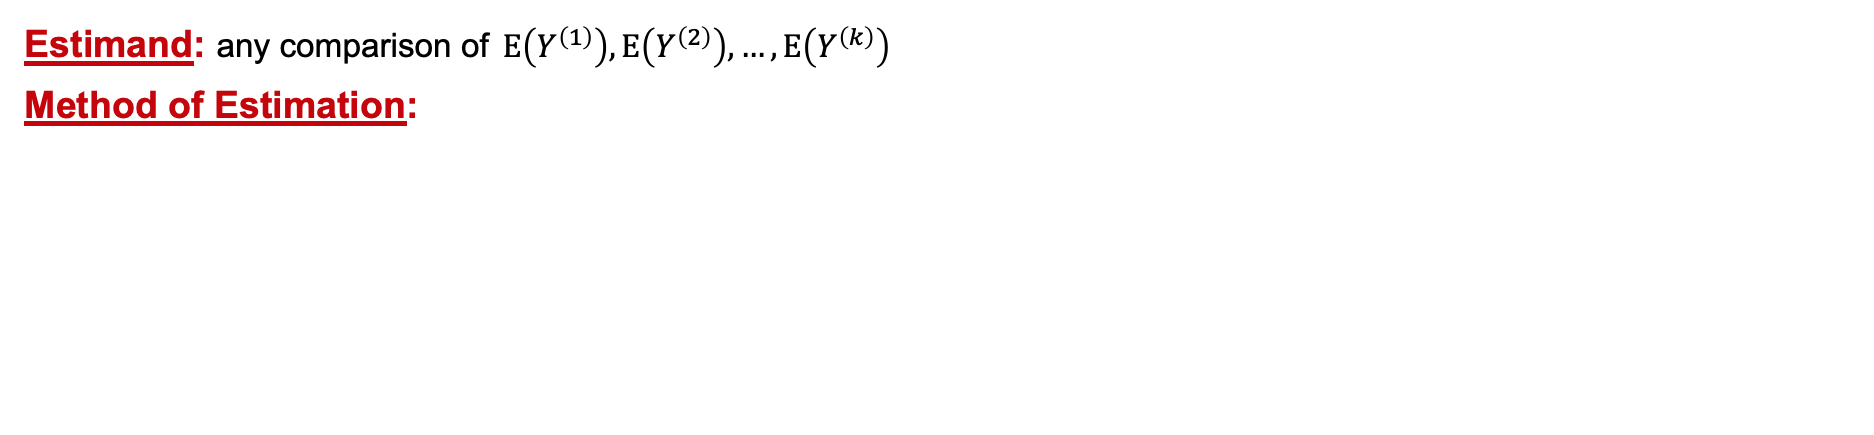 Estimand: any comparison of E(Y⁽¹⁾), E(Y⁽²⁾), ..., E(Y⁽ᵏ⁾)
Method of Estimation: